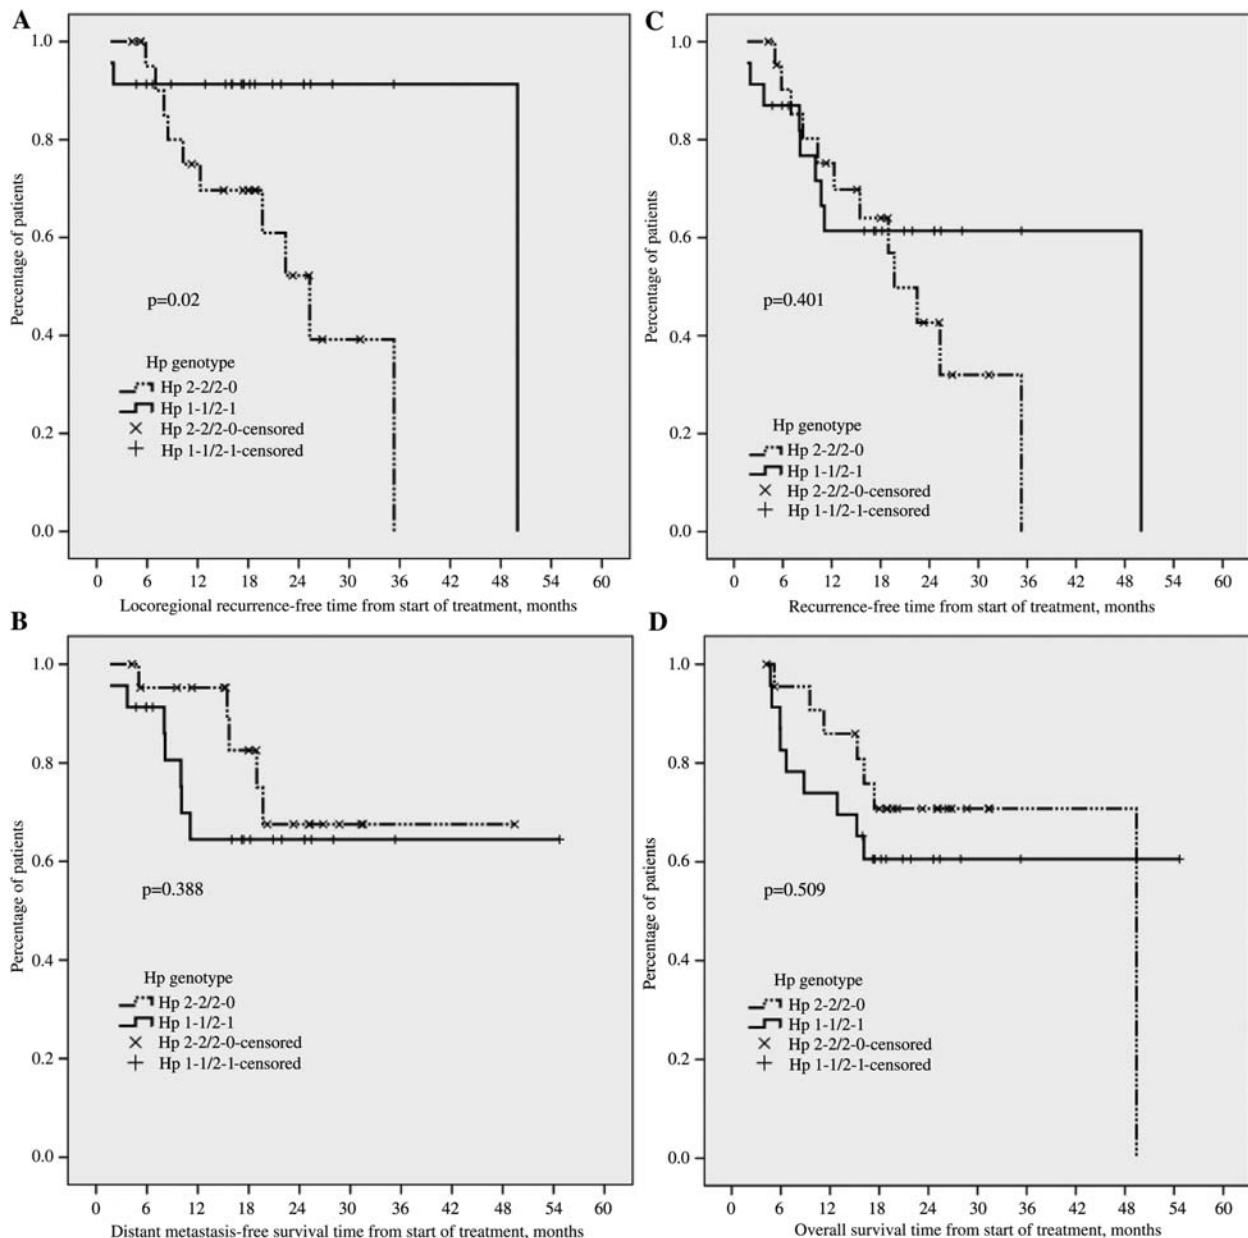 A
1.0
0.8
0.6
0.4
0.2
0.0
Percentage of patients
p=0.02
Hp genotype
Hp 2-2/2-0
Hp 1-1/2-1
Hp 2-2/2-0-censored
Hp 1-1/2-1-censored
0 6 12 18 24 30 36 42 48 54 60
Locoregional recurrence-free time from start of treatment, months
C
1.0
0.8
0.6
0.4
0.2
0.0
Percentage of patients
p=0.401
Hp genotype
Hp 2-2/2-0
Hp 1-1/2-1
Hp 2-2/2-0-censored
Hp 1-1/2-1-censored
0 6 12 18 24 30 36 42 48 54 60
Recurrence-free time from start of treatment, months
B
1.0
0.8
0.6
0.4
0.2
0.0
Percentage of patients
p=0.388
Hp genotype
Hp 2-2/2-0
Hp 1-1/2-1
Hp 2-2/2-0-censored
Hp 1-1/2-1-censored
0 6 12 18 24 30 36 42 48 54 60
Distant metastasis-free survival time from start of treatment, months
D
1.0
0.8
0.6
0.4
0.2
0.0
Percentage of patients
p=0.509
Hp genotype
Hp 2-2/2-0
Hp 1-1/2-1
Hp 2-2/2-0-censored
Hp 1-1/2-1-censored
0 6 12 18 24 30 36 42 48 54 60
Overall survival time from start of treatment, months